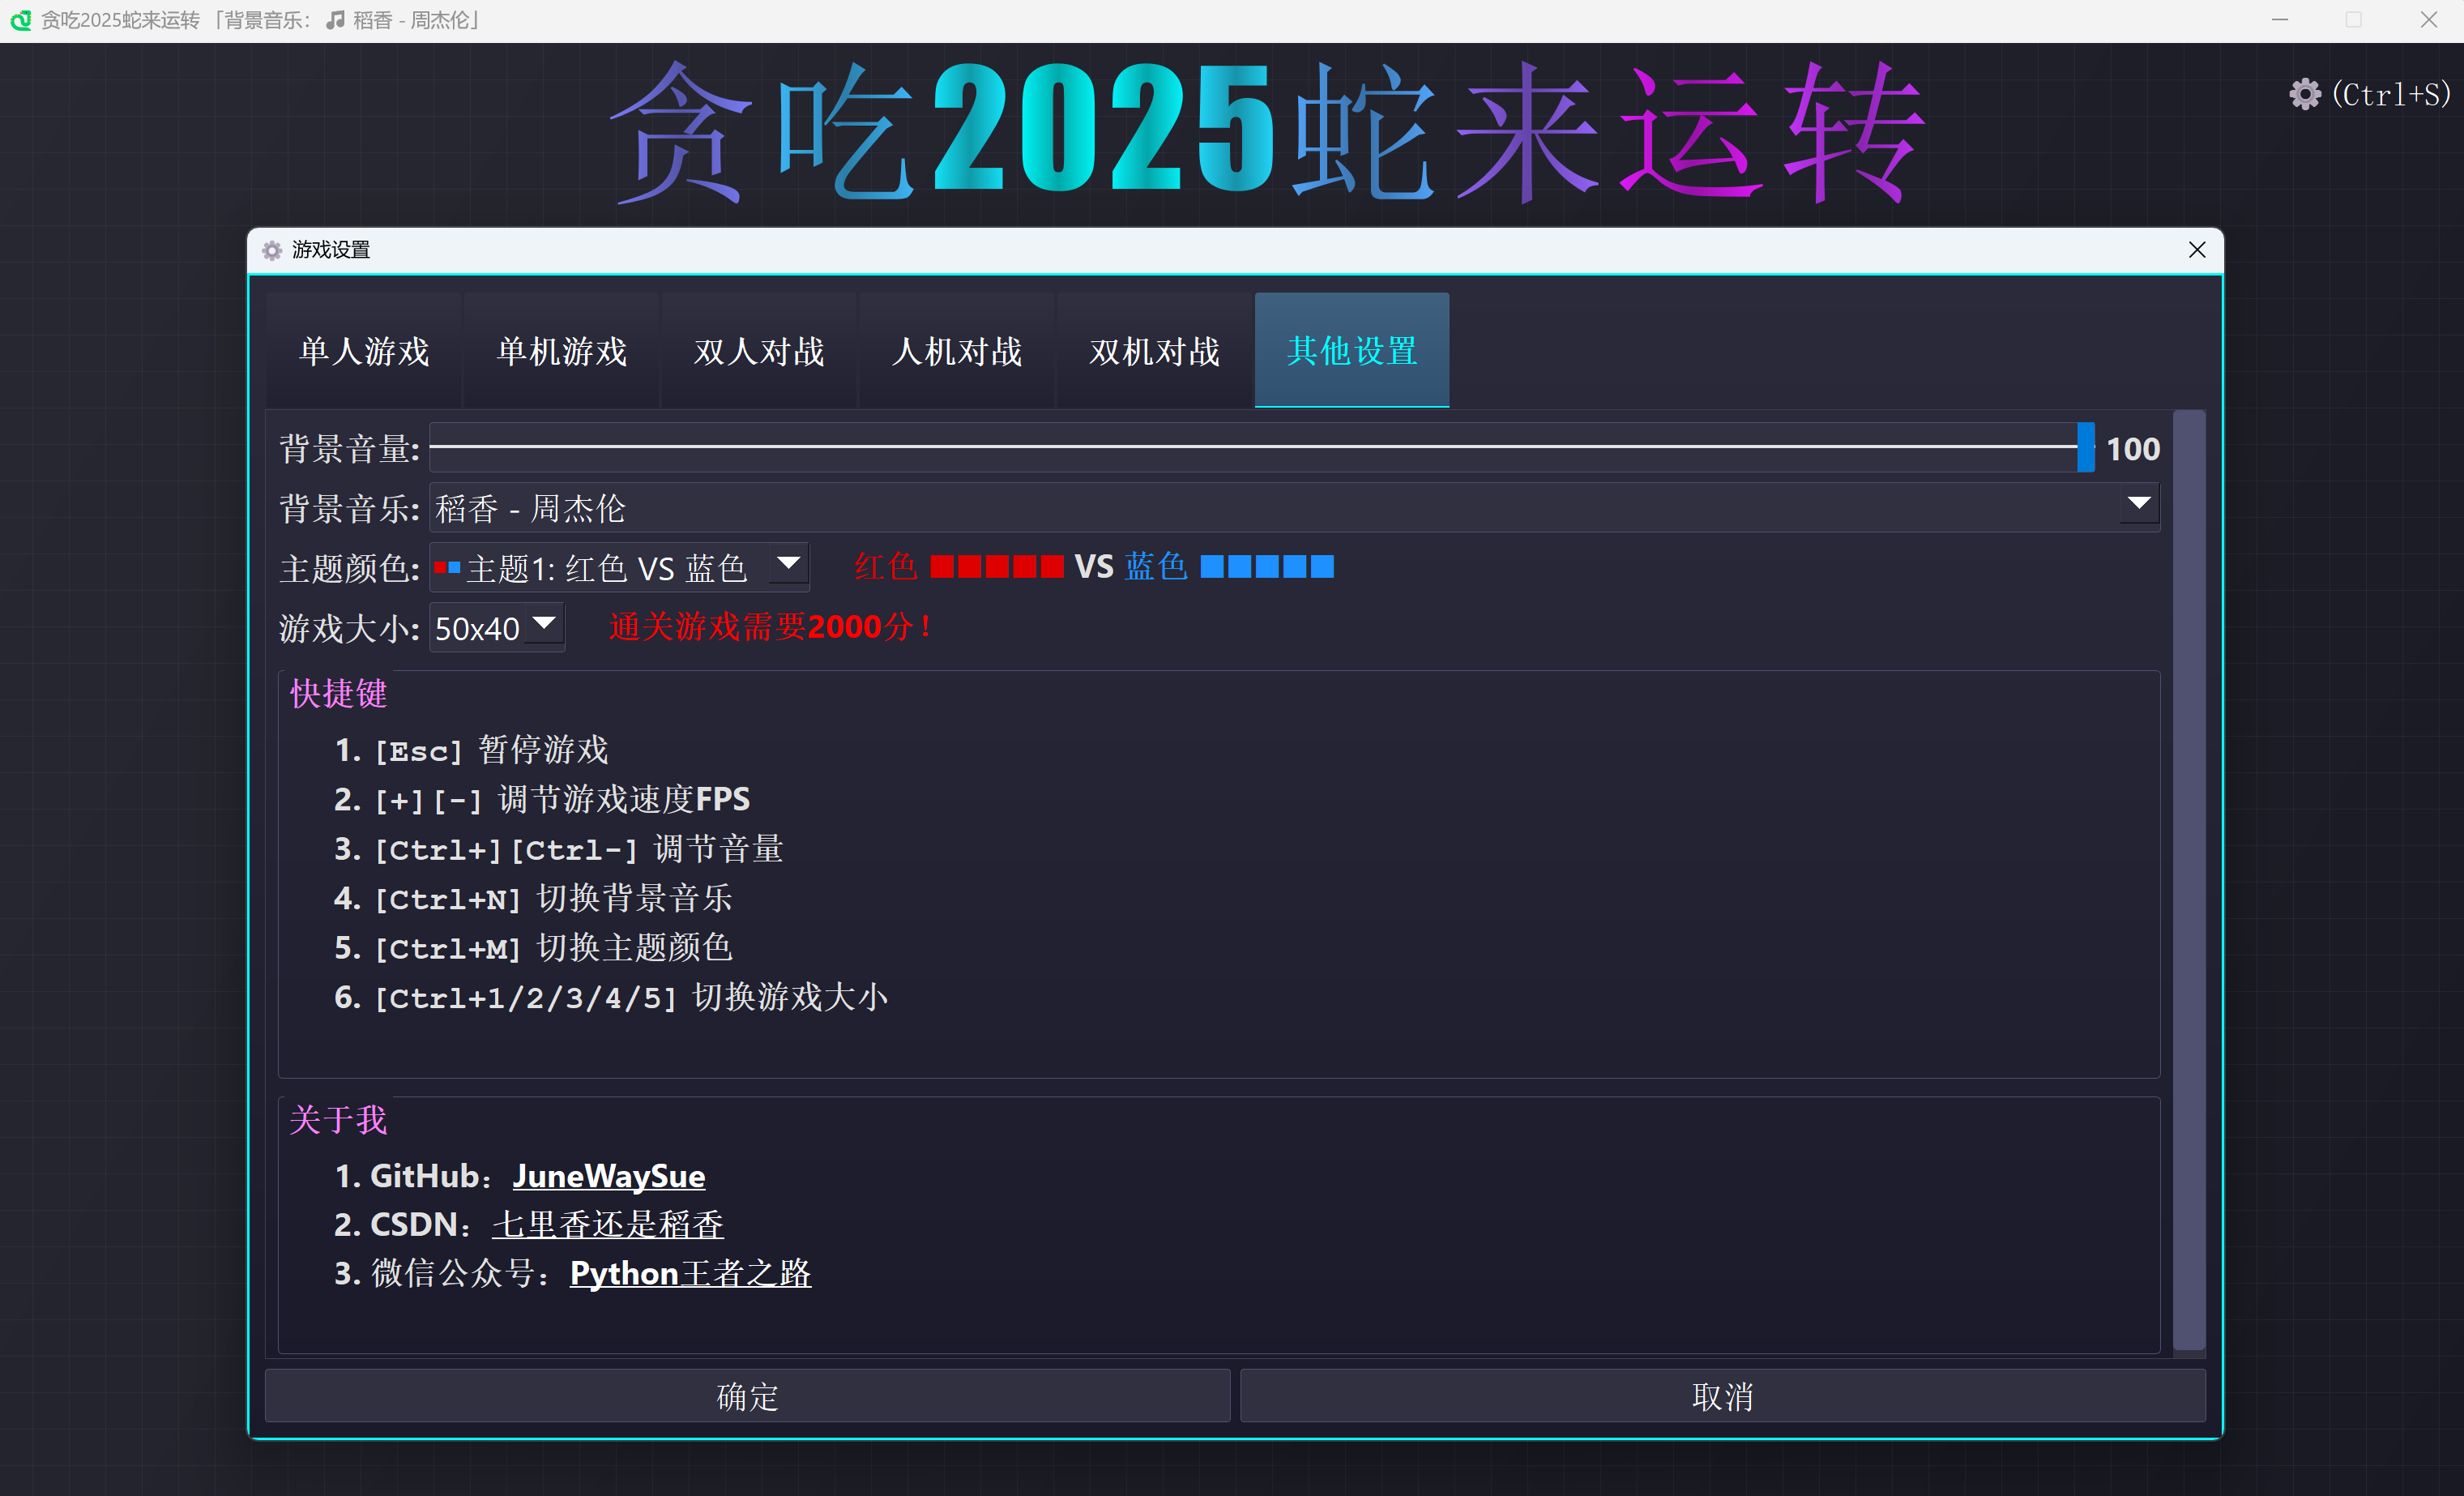 贪吃2025蛇来运转「背景音乐：🎵 稻香 - 周杰伦」
贪吃2025蛇来运转
(Ctrl+S)
游戏设置
单人游戏 单机游戏 双人对战 人机对战 双机对战 其他设置
背景音量: 100
背景音乐: 稻香 - 周杰伦
主题颜色: 主题1: 红色 VS 蓝色 红色 ■■■■■ VS 蓝色 ■■■■■
游戏大小: 50x40 通关游戏需要2000分！
快捷键
1. [Esc] 暂停游戏
2. [+][-] 调节游戏速度FPS
3. [Ctrl+][Ctrl-] 调节音量
4. [Ctrl+N] 切换背景音乐
5. [Ctrl+M] 切换主题颜色
6. [Ctrl+1/2/3/4/5] 切换游戏大小
关于我
1. GitHub：JuneWaySue
2. CSDN：七里香还是稻香
3. 微信公众号：Python王者之路
确定 取消